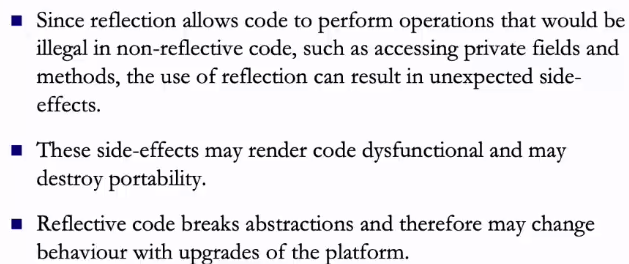 ■ Since reflection allows code to perform operations that would be
illegal in non-reflective code, such as accessing private fields and
methods, the use of reflection can result in unexpected side-
effects.
■ These side-effects may render code dysfunctional and may
destroy portability.
■ Reflective code breaks abstractions and therefore may change
behaviour with upgrades of the platform.